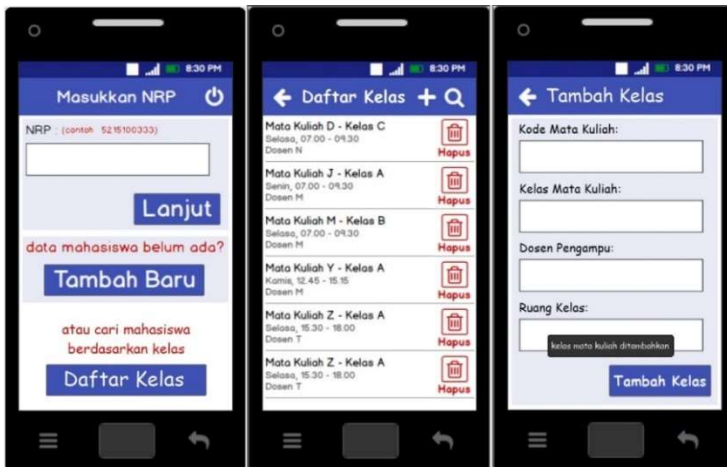 8:30 PM
Masukkan NRP
NRP : (contoh 5215100333)
Lanjut
data mahasiswa belum ada?
Tambah Baru
atau cari mahasiswa
berdasarkan kelas
Daftar Kelas
8:30 PM
Daftar Kelas
Mata Kuliah D - Kelas C
Selasa, 07.00 - 09.30
Dosen N
Hapus
Mata Kuliah J - Kelas A
Senin, 07.00 - 09.30
Dosen M
Hapus
Mata Kuliah M - Kelas B
Selasa, 07.00 - 09.30
Dosen M
Hapus
Mata Kuliah Y - Kelas A
Kamis, 12.45 - 15.15
Dosen M
Hapus
Mata Kuliah Z - Kelas A
Selasa, 15.30 - 18.00
Dosen T
Hapus
Mata Kuliah Z - Kelas A
Selasa, 15.30 - 18.00
Dosen T
Hapus
8:30 PM
Tambah Kelas
Kode Mata Kuliah:
Kelas Mata Kuliah:
Dosen Pengampu:
Ruang Kelas:
kelas mata kuliah ditambahkan
Tambah Kelas